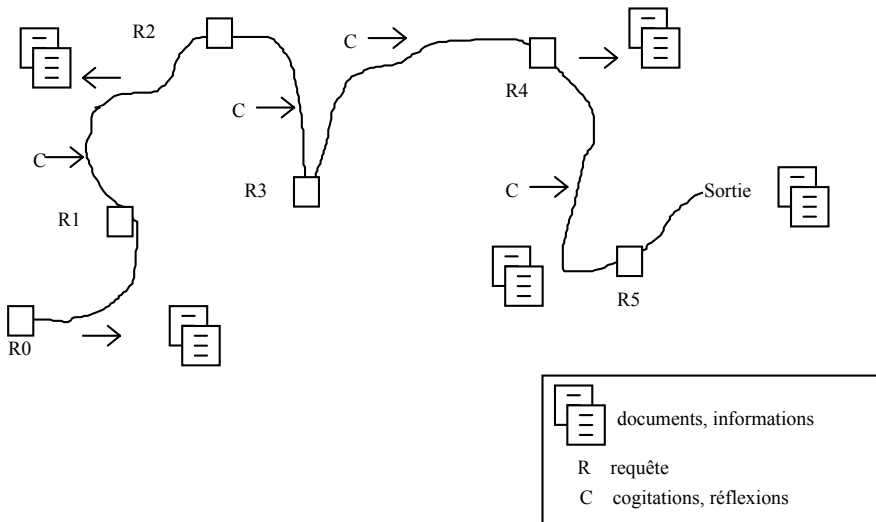 R2
C
R4
C
C
R3
C
Sortie
R1
R5
R0
documents, informations
R requête
C cogitations, réflexions